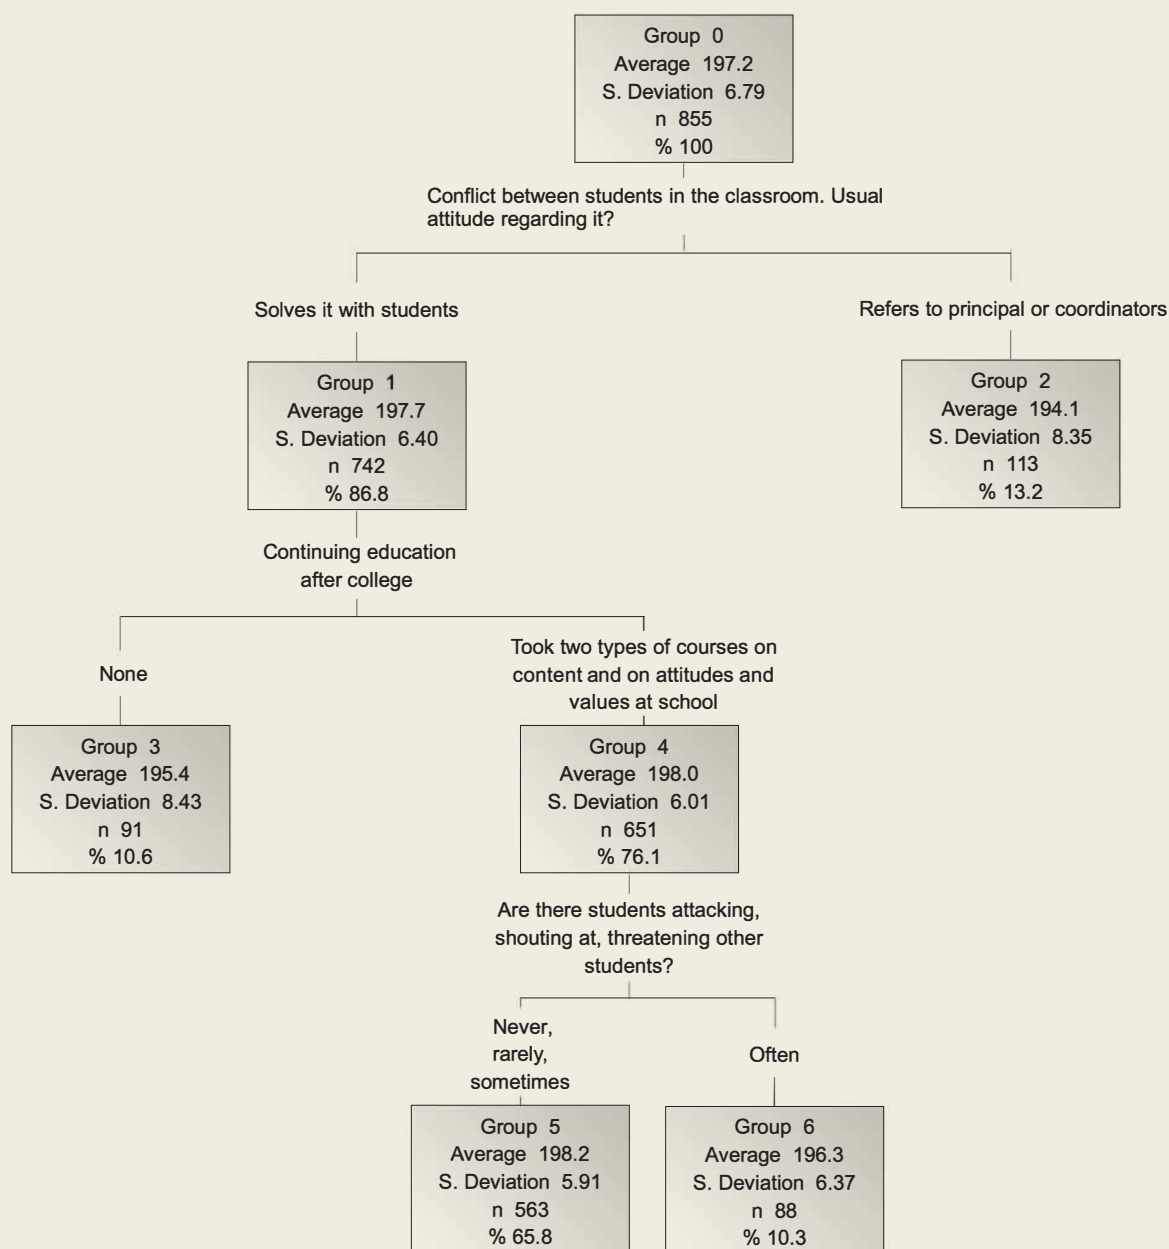 Group 0
Average 197.2
S. Deviation 6.79
n 855
% 100
Conflict between students in the classroom. Usual
attitude regarding it?
Solves it with students
Refers to principal or coordinators
Group 1
Average 197.7
S. Deviation 6.40
n 742
% 86.8
Group 2
Average 194.1
S. Deviation 8.35
n 113
% 13.2
Continuing education
after college
None
Took two types of courses on
content and on attitudes and
values at school
Group 3
Average 195.4
S. Deviation 8.43
n 91
% 10.6
Group 4
Average 198.0
S. Deviation 6.01
n 651
% 76.1
Are there students attacking,
shouting at, threatening other
students?
Never,
rarely,
sometimes
Often
Group 5
Average 198.2
S. Deviation 5.91
n 563
% 65.8
Group 6
Average 196.3
S. Deviation 6.37
n 88
% 10.3